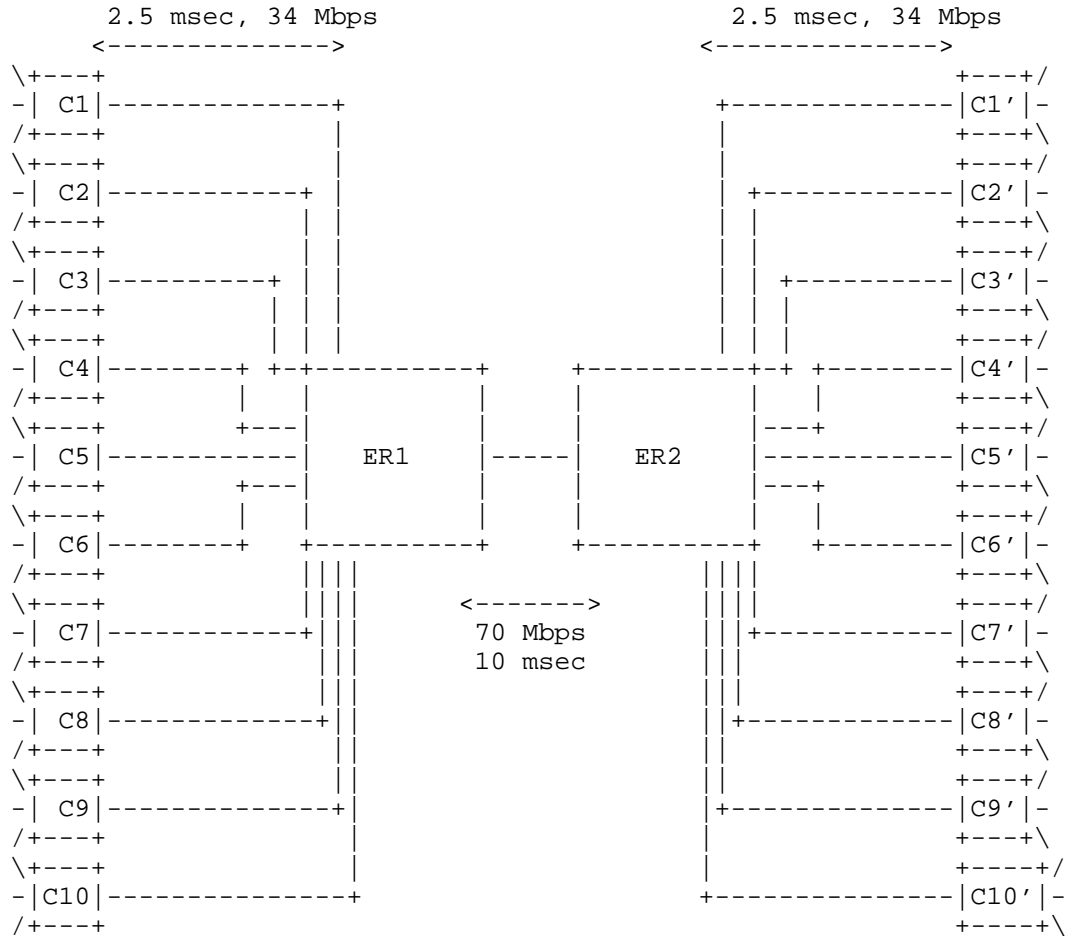 2.5 msec, 34 Mbps 2.5 msec, 34 Mbps
C1 C1'
C2 C2'
C3 C3'
C4 C4'
C5 ER1 ER2 C5'
C6 C6'
C7 70 Mbps C7'
10 msec
C8 C8'
C9 C9'
C10 C10'